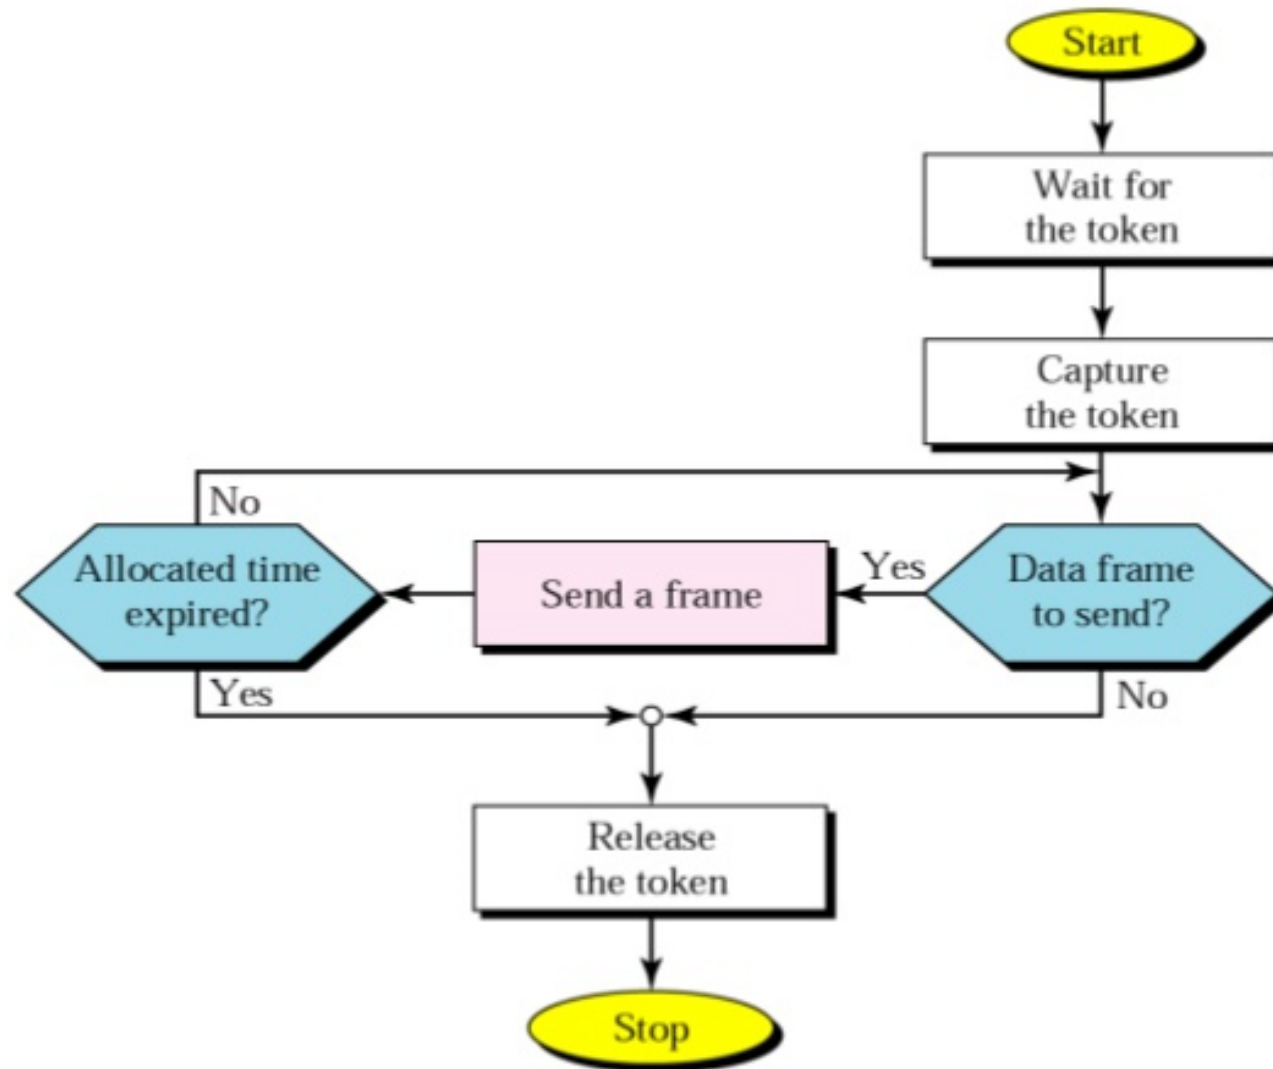 Start
Wait for
the token
Capture
the token
No
Allocated time
expired?
Yes
Send a frame
Yes
Data frame
to send?
No
Release
the token
Stop